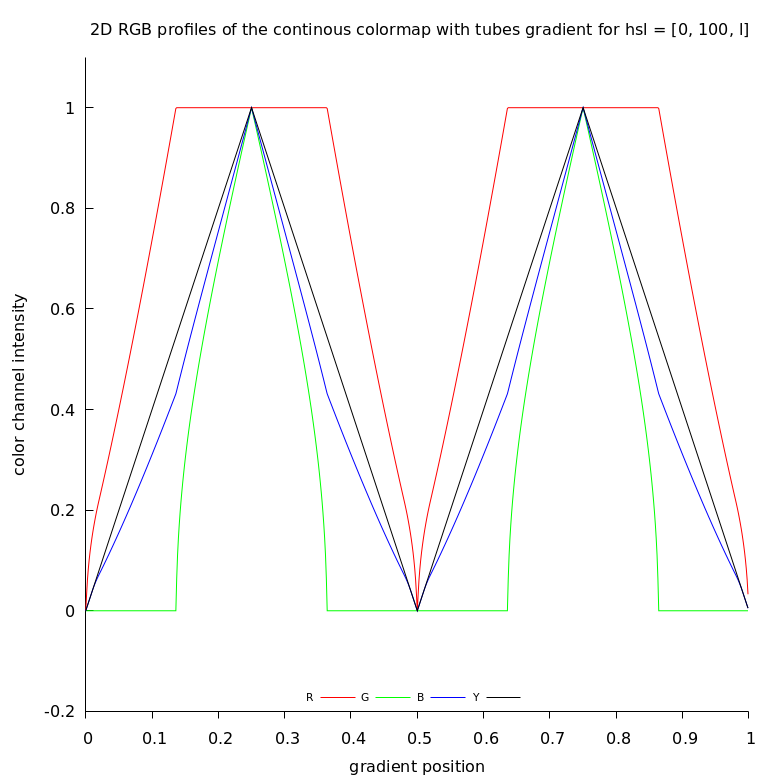 2D RGB profiles of the continous colormap with tubes gradient for hsl = [0, 100, l]
color channel intensity
1
0.8
0.6
0.4
0.2
0
-0.2
R G B Y
0 0.1 0.2 0.3 0.4 0.5 0.6 0.7 0.8 0.9 1
gradient position